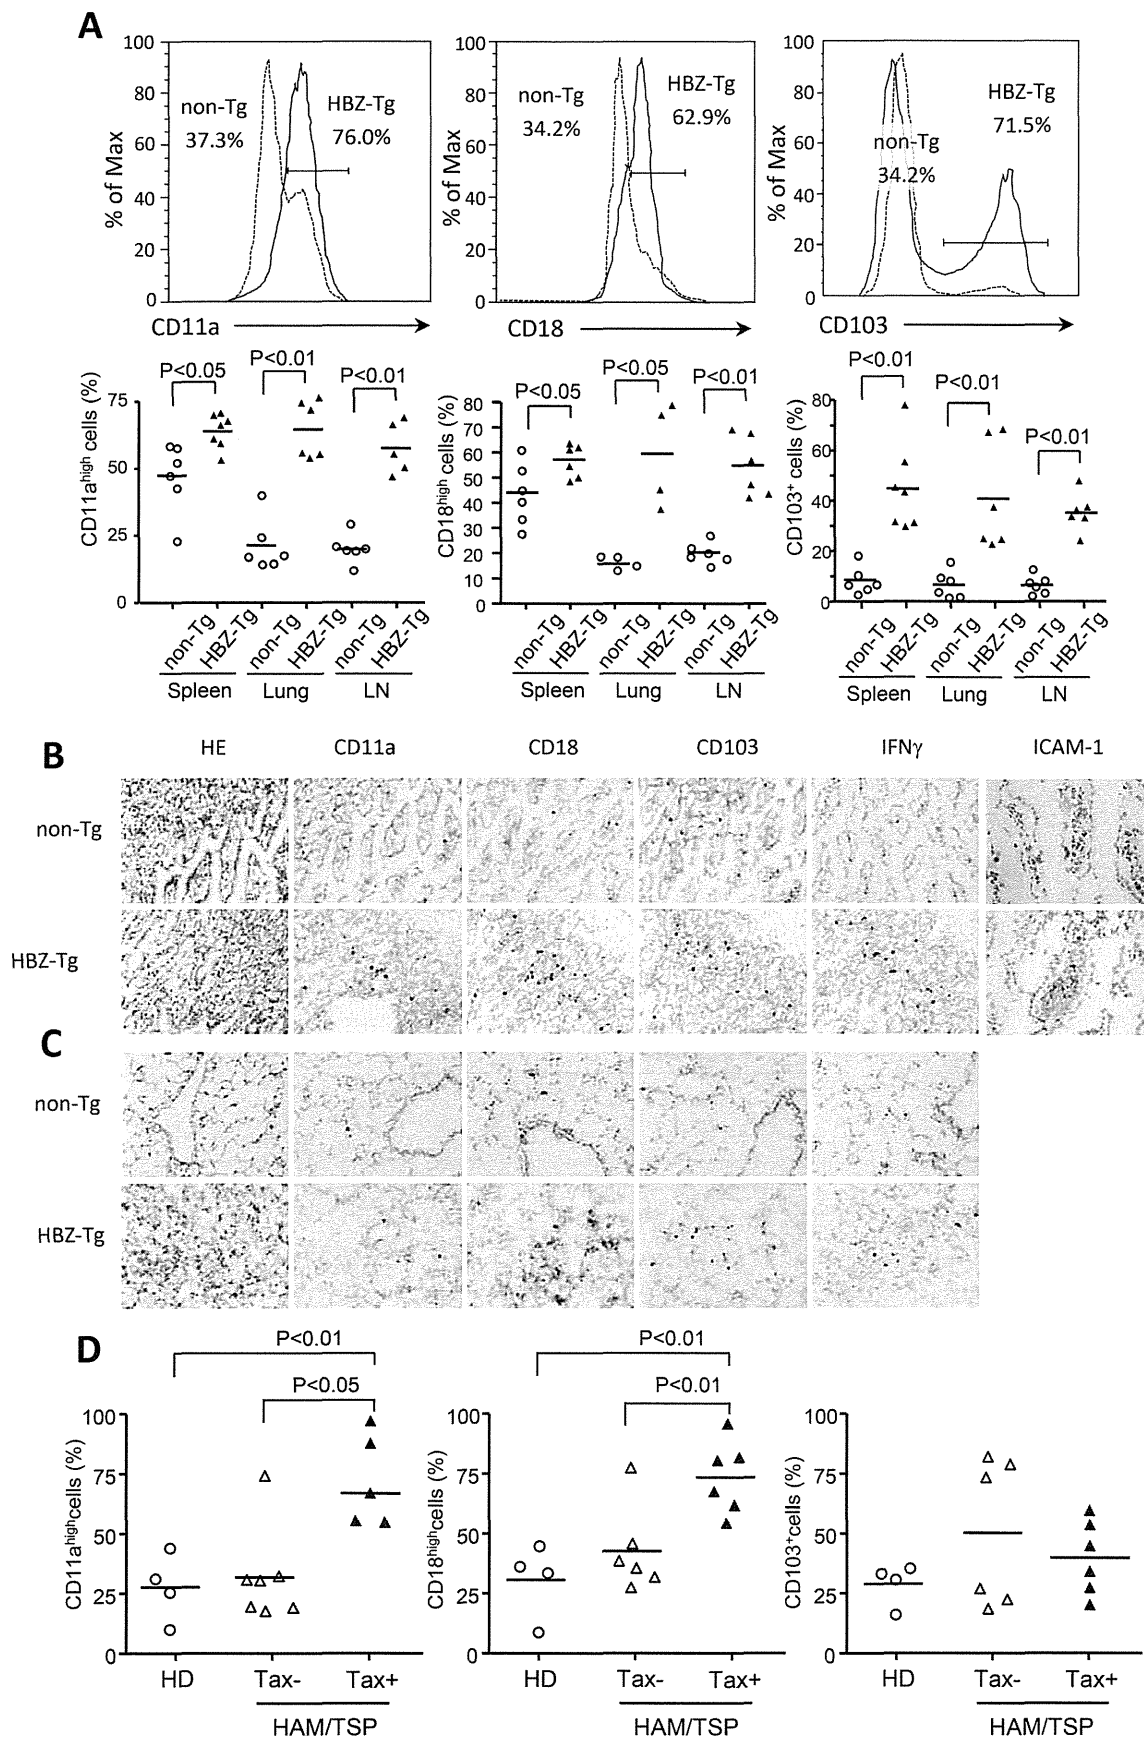 A
% of Max
100
80
60
40
20
0
non-Tg
37.3%
HBZ-Tg
76.0%
CD11a
% of Max
100
80
60
40
20
0
non-Tg
34.2%
HBZ-Tg
62.9%
CD18
% of Max
100
80
60
40
20
0
non-Tg
34.2%
HBZ-Tg
71.5%
CD103
CD11a^high cells (%)
75
50
25
0
P<0.05
P<0.01
P<0.01
non-Tg
HBZ-Tg
non-Tg
HBZ-Tg
non-Tg
HBZ-Tg
Spleen
Lung
LN
CD18^high cells (%)
80
70
60
50
40
30
20
10
0
P<0.05
P<0.05
P<0.01
non-Tg
HBZ-Tg
non-Tg
HBZ-Tg
non-Tg
HBZ-Tg
Spleen
Lung
LN
CD103+ cells (%)
80
60
40
20
0
P<0.01
P<0.01
P<0.01
non-Tg
HBZ-Tg
non-Tg
HBZ-Tg
non-Tg
HBZ-Tg
Spleen
Lung
LN
B
HE CD11a CD18 CD103 IFNγ ICAM-1
non-Tg
HBZ-Tg
C
non-Tg
HBZ-Tg
D
CD11a^high cells (%)
100
75
50
25
0
P<0.01
P<0.05
HD Tax- Tax+
HAM/TSP
CD18^high cells (%)
100
75
50
25
0
P<0.01
P<0.01
HD Tax- Tax+
HAM/TSP
CD103+cells (%)
100
75
50
25
0
HD Tax- Tax+
HAM/TSP